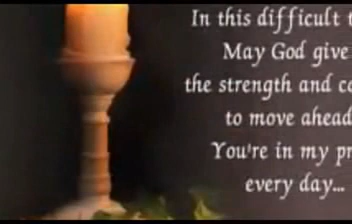 In this difficult
May God give
the strength and
to move ahead
You're in my
every day...